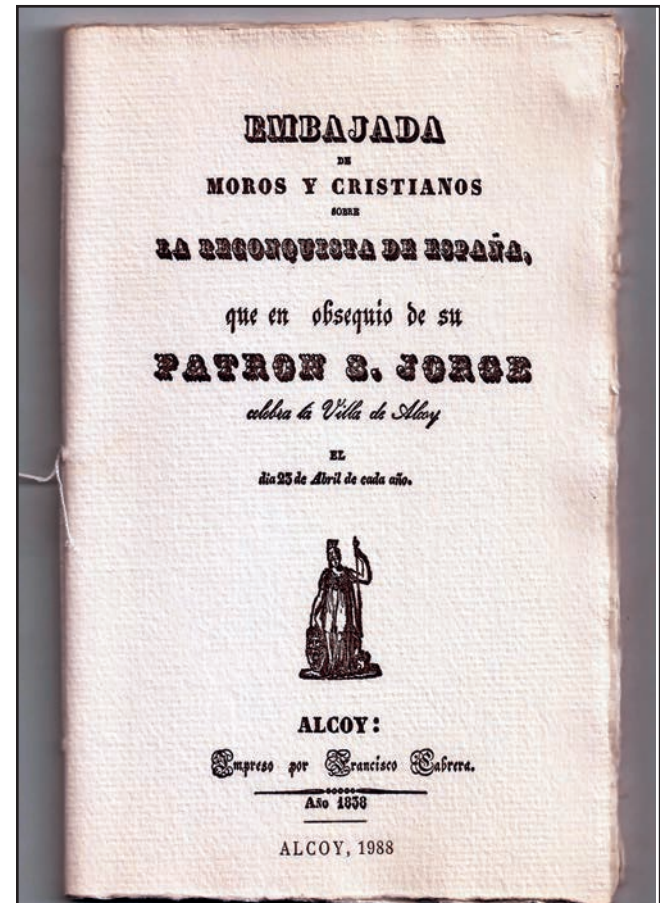 EMBAJADA
DE
MOROS Y CRISTIANOS
SOBRE
LA RECONQUISTA DE ESPAÑA,
que en obsequio de su
PATRON S. JORGE
celebra la Villa de Alcoy
EL
dia 23 de Abril de cada año.
ALCOY:
Impreso por Francisco Cabrera.
Año 1838
ALCOY, 1988